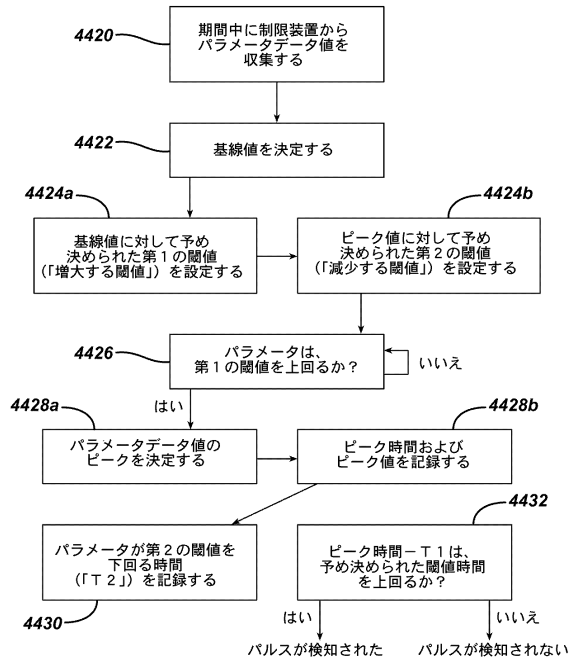 4420
期間中に制限装置から
パラメータデータ値を
収集する
4422
基線値を決定する
4424a
基線値に対して予め
決められた第1の閾値
(「増大する閾値」)を設定する
4424b
ピーク値に対して予め
決められた第2の閾値
(「減少する閾値」)を設定する
4426
パラメータは、
第1の閾値を上回るか?
いいえ
はい
4428a
パラメータデータ値の
ピークを決定する
4428b
ピーク時間および
ピーク値を記録する
パラメータが第2の閾値を
下回る時間
(「T2」)を記録する
4430
4432
ピーク時間-T1は、
予め決められた閾値時間
を上回るか?
はい
いいえ
パルスが検知された
パルスが検知されない